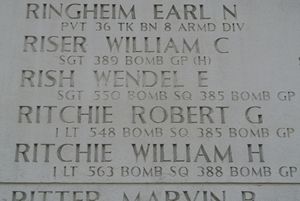 RINGHEIM EARL N
PVT 36 TK BN 8 ARMD DIV
RISER WILLIAM C
SGT 389 BOMB GP (H)
RISH WENDEL E
SGT 550 BOMB SQ 385 BOMB GP
RITCHIE ROBERT G
1 LT 548 BOMB SQ 385 BOMB GP
RITCHIE WILLIAM H
1 LT 563 BOMB SQ 388 BOMB GP
RITTER MARVIN B